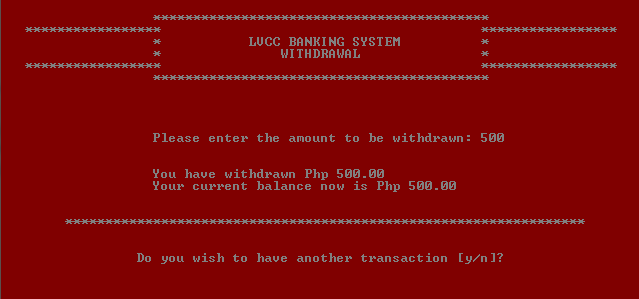 LVCC BANKING SYSTEM
WITHDRAWAL
Please enter the amount to be withdrawn: 500
You have withdrawn Php 500.00
Your current balance now is Php 500.00
Do you wish to have another transaction [y/n]?